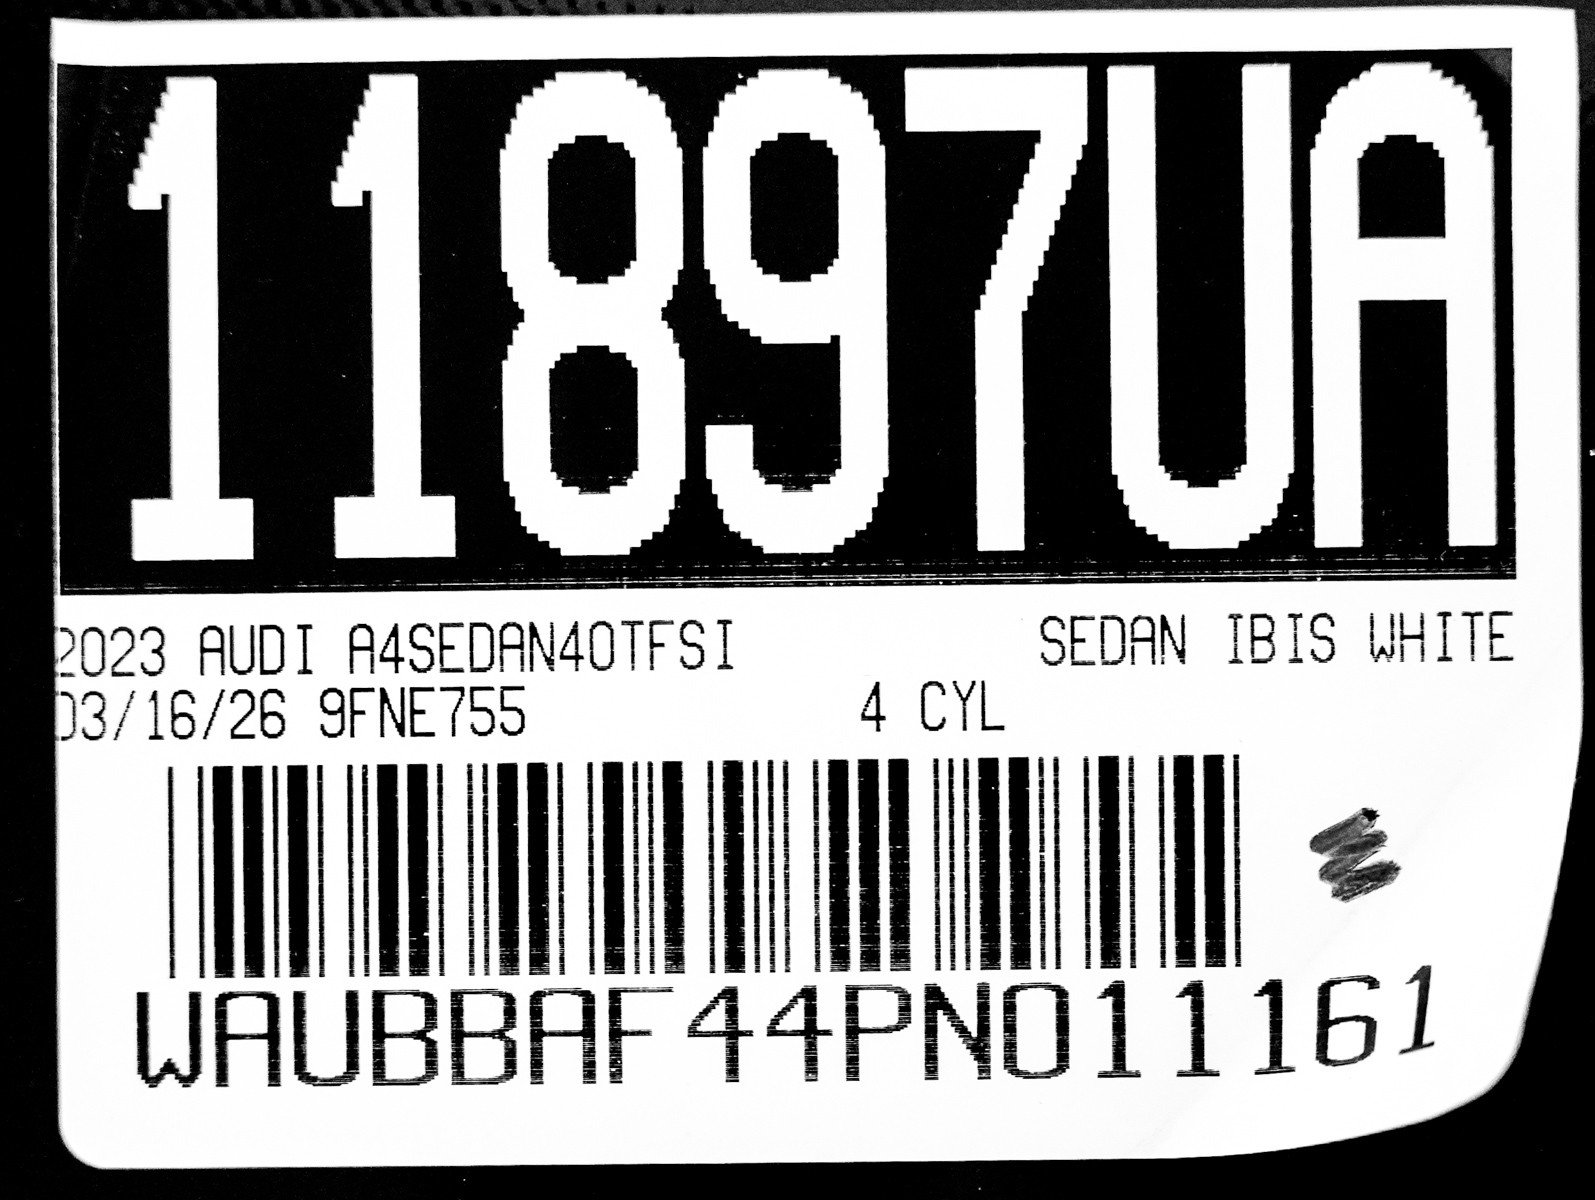 11897UA
2023 AUDI A4SEDAN40TFSI SEDAN IBIS WHITE
03/16/26 9FNE755 4 CYL
WAUBBAF44PN011161